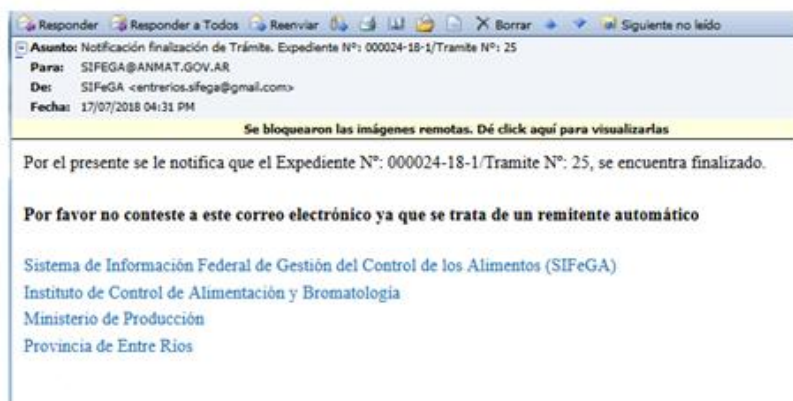 Responder Responder a Todos Reenviar Borrar Siguiente no leído
Asunto: Notificación finalización de Trámite. Expediente Nº: 000024-18-1/Tramite Nº: 25
Para: SIFEGA@ANMAT.GOV.AR
De: SIFeGA <entrerios.sifega@gmail.com>
Fecha: 17/07/2018 04:31 PM
Se bloquearon las imágenes remotas. Dé click aquí para visualizarlas
Por el presente se le notifica que el Expediente Nº: 000024-18-1/Tramite Nº: 25, se encuentra finalizado.
Por favor no conteste a este correo electrónico ya que se trata de un remitente automático
Sistema de Información Federal de Gestión del Control de los Alimentos (SIFeGA)
Instituto de Control de Alimentación y Bromatología
Ministerio de Producción
Provincia de Entre Ríos